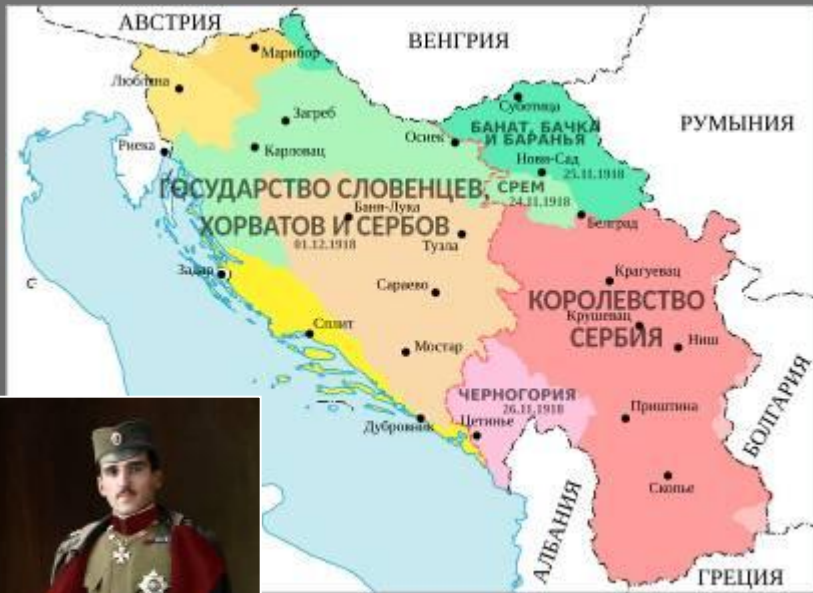 АВСТРИЯ
ВЕНГРИЯ
Марибор
Любляна
Суботица
РУМЫНИЯ
Загреб
БАНАТ, БАЧКА
И БАРАНЬЯ
Осиек
Риека
Карловац
Нови-Сад
25.11.1918
ГОСУДАРСТВО СЛОВЕНЦЕВ,
ХОРВАТОВ И СЕРБОВ
01.12.1918
СРЕМ
24.11.1918
Баня-Лука
Белград
Тузла
Задар
Сараево
Крагуевац
КОРОЛЕВСТВО
СЕРБИЯ
Крушевац
Сплит
Ниш
Мостар
ЧЕРНОГОРИЯ
26.11.1918
БОЛГАРИЯ
Дубровник
Цетинье
Приштина
Скопье
АЛБАНИЯ
ГРЕЦИЯ